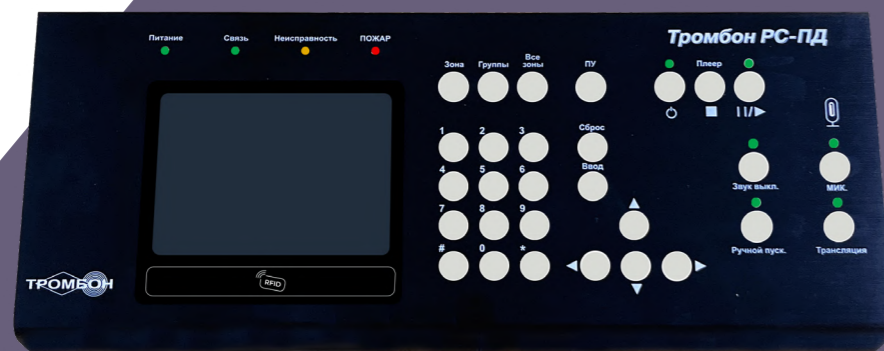 Питание Связь Неисправность ПОЖАР
Тромбон РС-ПД
Зона Группы Все зоны ПУ Плеер
1 2 3 Сброс
4 5 6 Ввод
Звук выкл. МИК.
7 8 9
# 0 *
Ручной пуск. Трансляция
ТРОМБОН
RFID